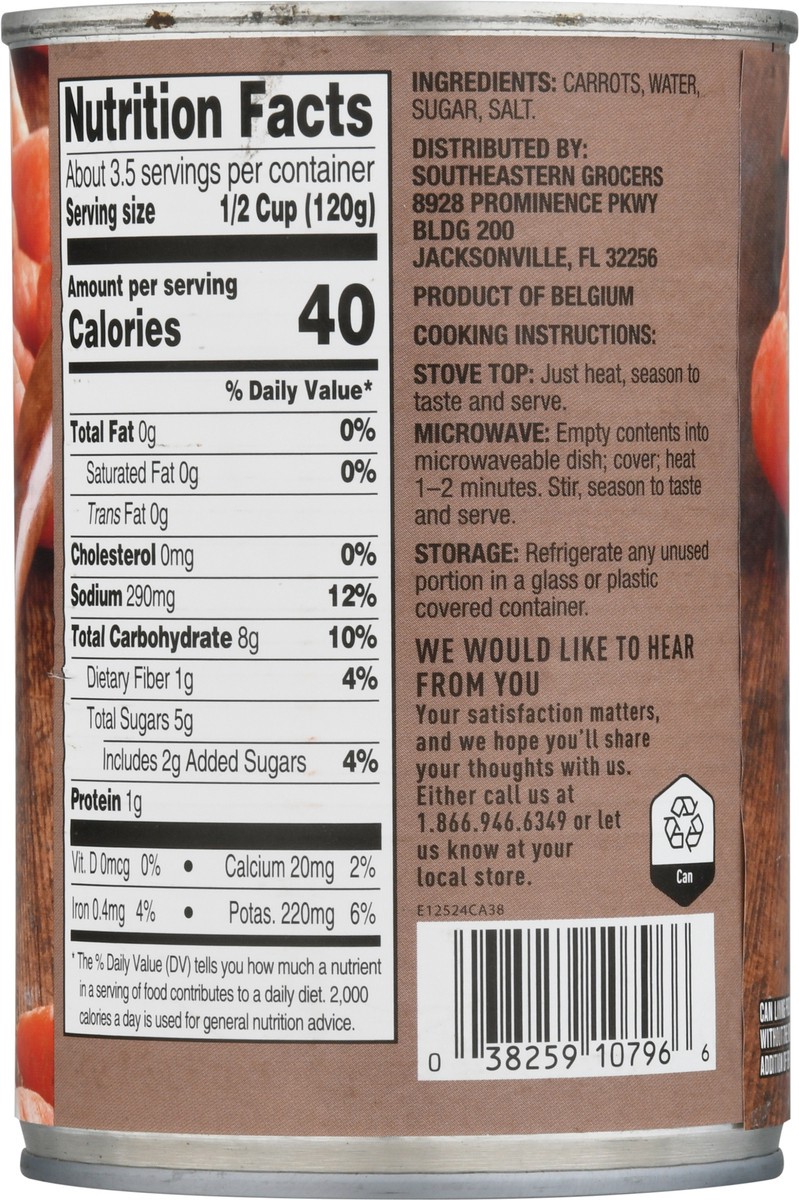 Nutrition Facts
About 3.5 servings per container
Serving size 1/2 Cup (120g)
Amount per serving
Calories 40
% Daily Value*
Total Fat 0g 0%
Saturated Fat 0g 0%
Trans Fat 0g
Cholesterol 0mg 0%
Sodium 290mg 12%
Total Carbohydrate 8g 10%
Dietary Fiber 1g 4%
Total Sugars 5g
Includes 2g Added Sugars 4%
Protein 1g
Vit. D 0mcg 0% • Calcium 20mg 2%
Iron 0.4mg 4% • Potas. 220mg 6%
* The % Daily Value (DV) tells you how much a nutrient
in a serving of food contributes to a daily diet. 2,000
calories a day is used for general nutrition advice.
INGREDIENTS: CARROTS, WATER,
SUGAR, SALT.
DISTRIBUTED BY:
SOUTHEASTERN GROCERS
8928 PROMINENCE PKWY
BLDG 200
JACKSONVILLE, FL 32256
PRODUCT OF BELGIUM
COOKING INSTRUCTIONS:
STOVE TOP: Just heat, season to
taste and serve.
MICROWAVE: Empty contents into
microwaveable dish; cover; heat
1–2 minutes. Stir, season to taste
and serve.
STORAGE: Refrigerate any unused
portion in a glass or plastic
covered container.
WE WOULD LIKE TO HEAR
FROM YOU
Your satisfaction matters,
and we hope you'll share
your thoughts with us.
Either call us at
1.866.946.6349 or let
us know at your
local store.
Can
E12524CA38
0 38259 10796 6
CAN